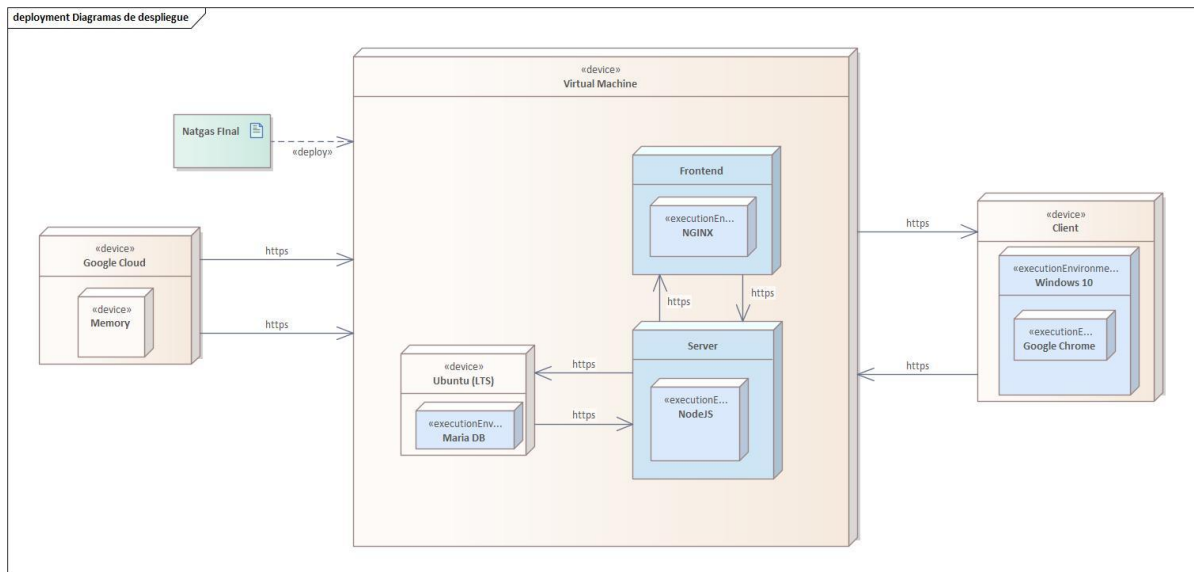 deployment Diagramas de despliegue
«device»
Virtual Machine
Natgas FInal
«deploy»
Frontend
«executionEn...
NGINX
«device»
Client
https
«device»
Google Cloud
https
«executionEnvironme...
Windows 10
«device»
Memory
https
https
«executionE...
Google Chrome
https
Server
«device»
Ubuntu (LTS)
https
https
«executionE...
NodeJS
«executionEnv...
Maria DB
https
https